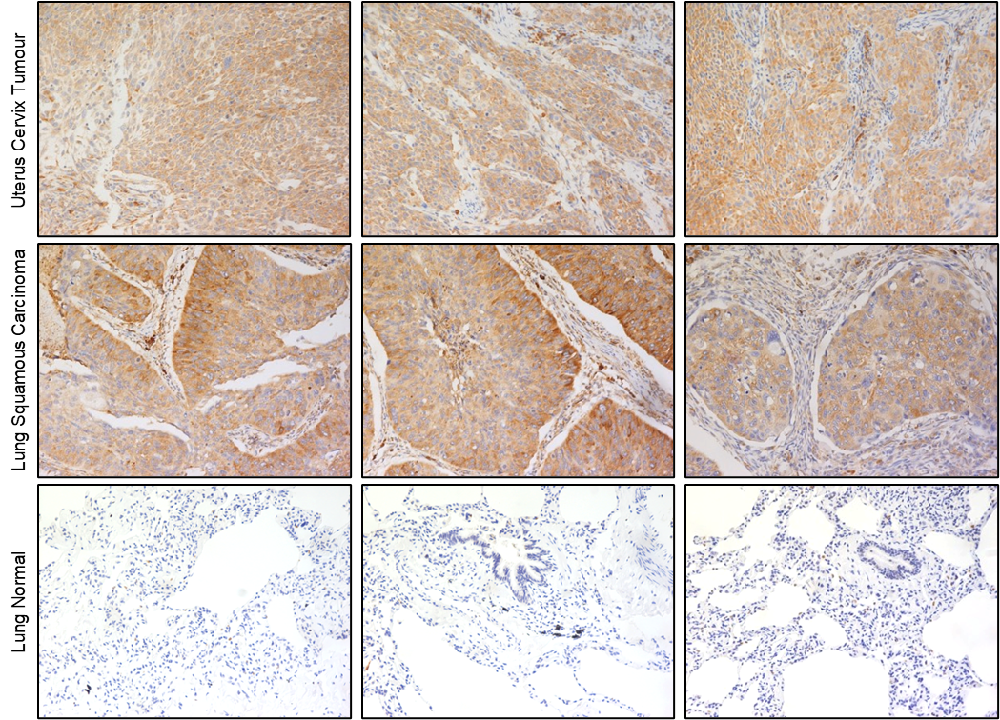 Uterus Cervix Tumour
Lung Squamous Carcinoma
Lung Normal